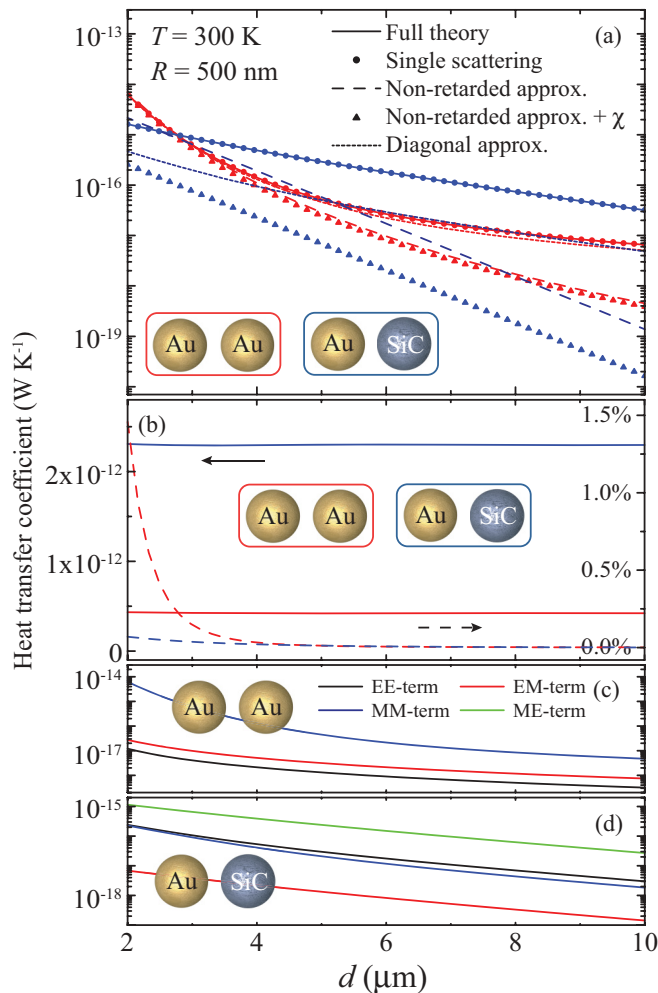 Heat transfer coefficient (W K⁻¹)
T = 300 K
R = 500 nm
Full theory
Single scattering
Non-retarded approx.
Non-retarded approx. + χ
Diagonal approx.
(a)
10⁻¹³
10⁻¹⁶
10⁻¹⁹
Au Au
Au SiC
(b)
2x10⁻¹²
1x10⁻¹²
0
1.5%
1.0%
0.5%
0.0%
Au Au
Au SiC
10⁻¹⁴
10⁻¹⁷
Au Au
EE-term EM-term (c)
MM-term ME-term
10⁻¹⁵
10⁻¹⁸
(d)
Au SiC
2 4 6 8 10
d (μm)